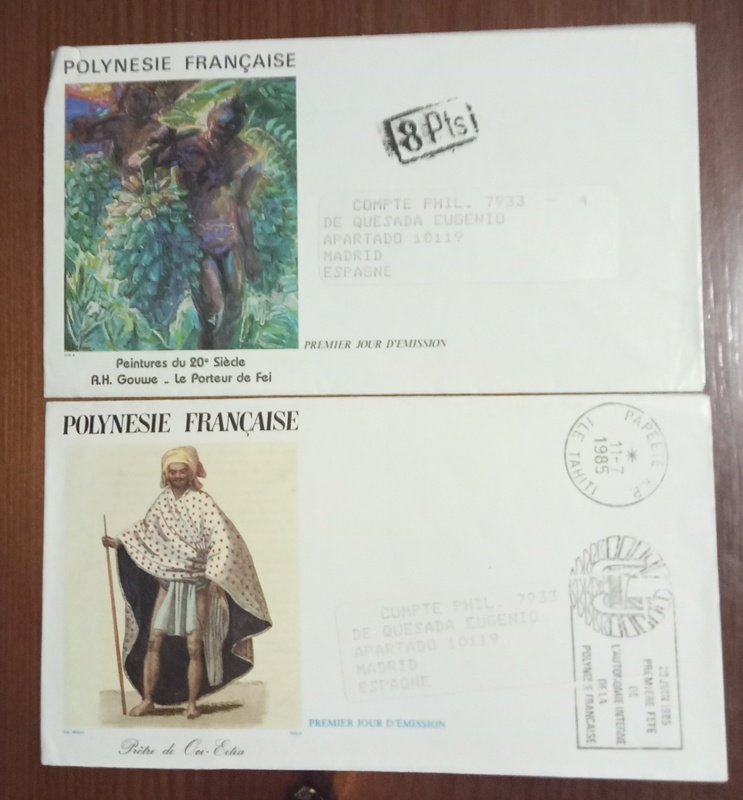 POLYNESIE FRANÇAISE
8 Pts
COMPTE PHIL. 7933 - 4
DE QUESADA EUGENIO
APARTADO 10119
MADRID
ESPAGNE
PREMIER JOUR D'EMISSION
Peintures du 20e Siècle
A.H. Gouwe _ Le Porteur de Fei
POLYNESIE FRANÇAISE
PAPEETE R.P.
11-7
1985
ILE TAHITI
COMPTE PHIL. 7933
DE QUESADA EUGENIO
APARTADO 10119
MADRID
ESPAGNE
29 JUIN 1985
PREMIERE FETE
DE
L'AUTONOMIE INTERNE
DE LA
POLYNESIE FRANÇAISE
PREMIER JOUR D'EMISSION
Prêtre de